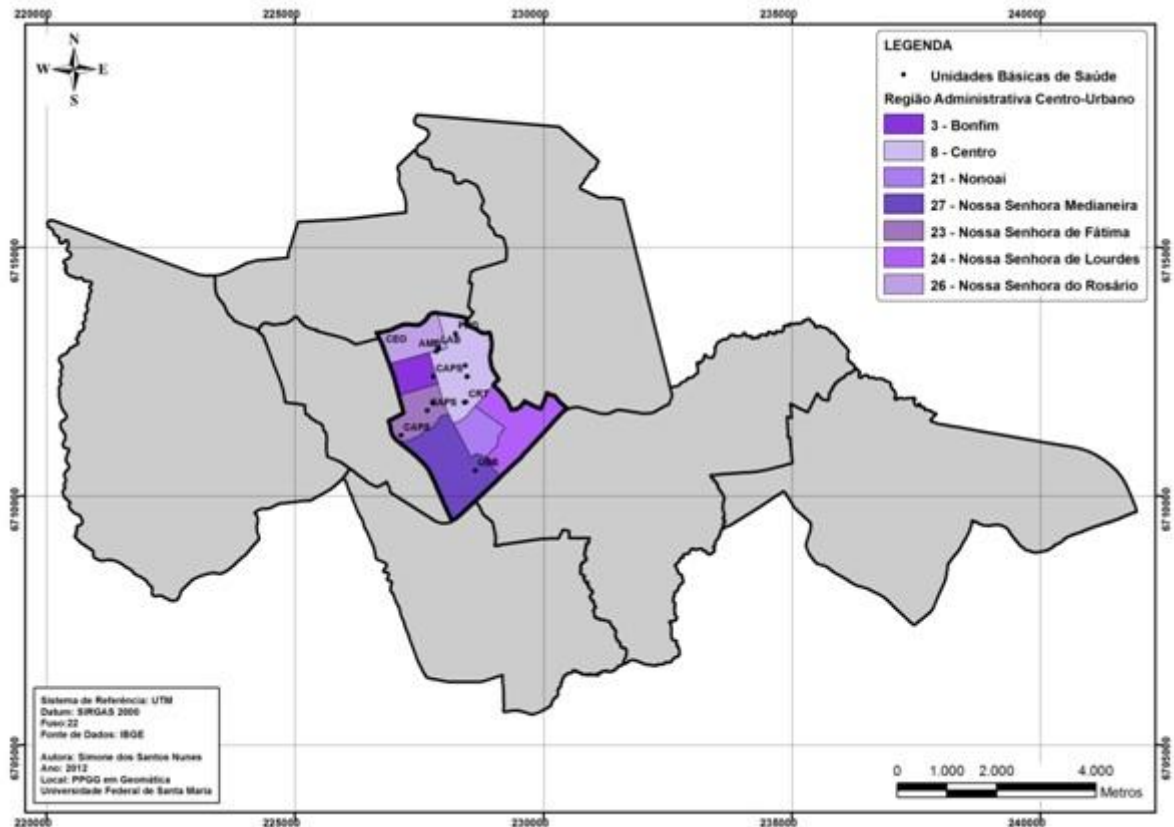 220000 225000 230000 235000 240000
N
W E
S
LEGENDA
Unidades Básicas de Saúde
Região Administrativa Centro-Urbano
3 - Bonfim
8 - Centro
21 - Nonoai
27 - Nossa Senhora Medianeira
23 - Nossa Senhora de Fátima
24 - Nossa Senhora de Lourdes
26 - Nossa Senhora do Rosário
6715000 6715000
CEO
CAPS
CRT
CAPS
6710000 6710000
Sistema de Referência: UTM
Datum: SIRGAS 2000
Fuso:22
Fonte de Dados: IBGE
Autora: Simone dos Santos Nunes
Ano: 2012
Local: PPGG em Geomática
Universidade Federal de Santa Maria
6705000 6705000
0 1.000 2.000 4.000
Metros
220000 225000 230000 235000 240000